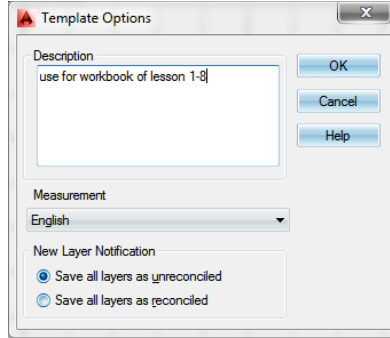 Template Options
Description
use for workbook of lesson 1-8
OK
Cancel
Help
Measurement
English
New Layer Notification
Save all layers as unreconciled
Save all layers as reconciled